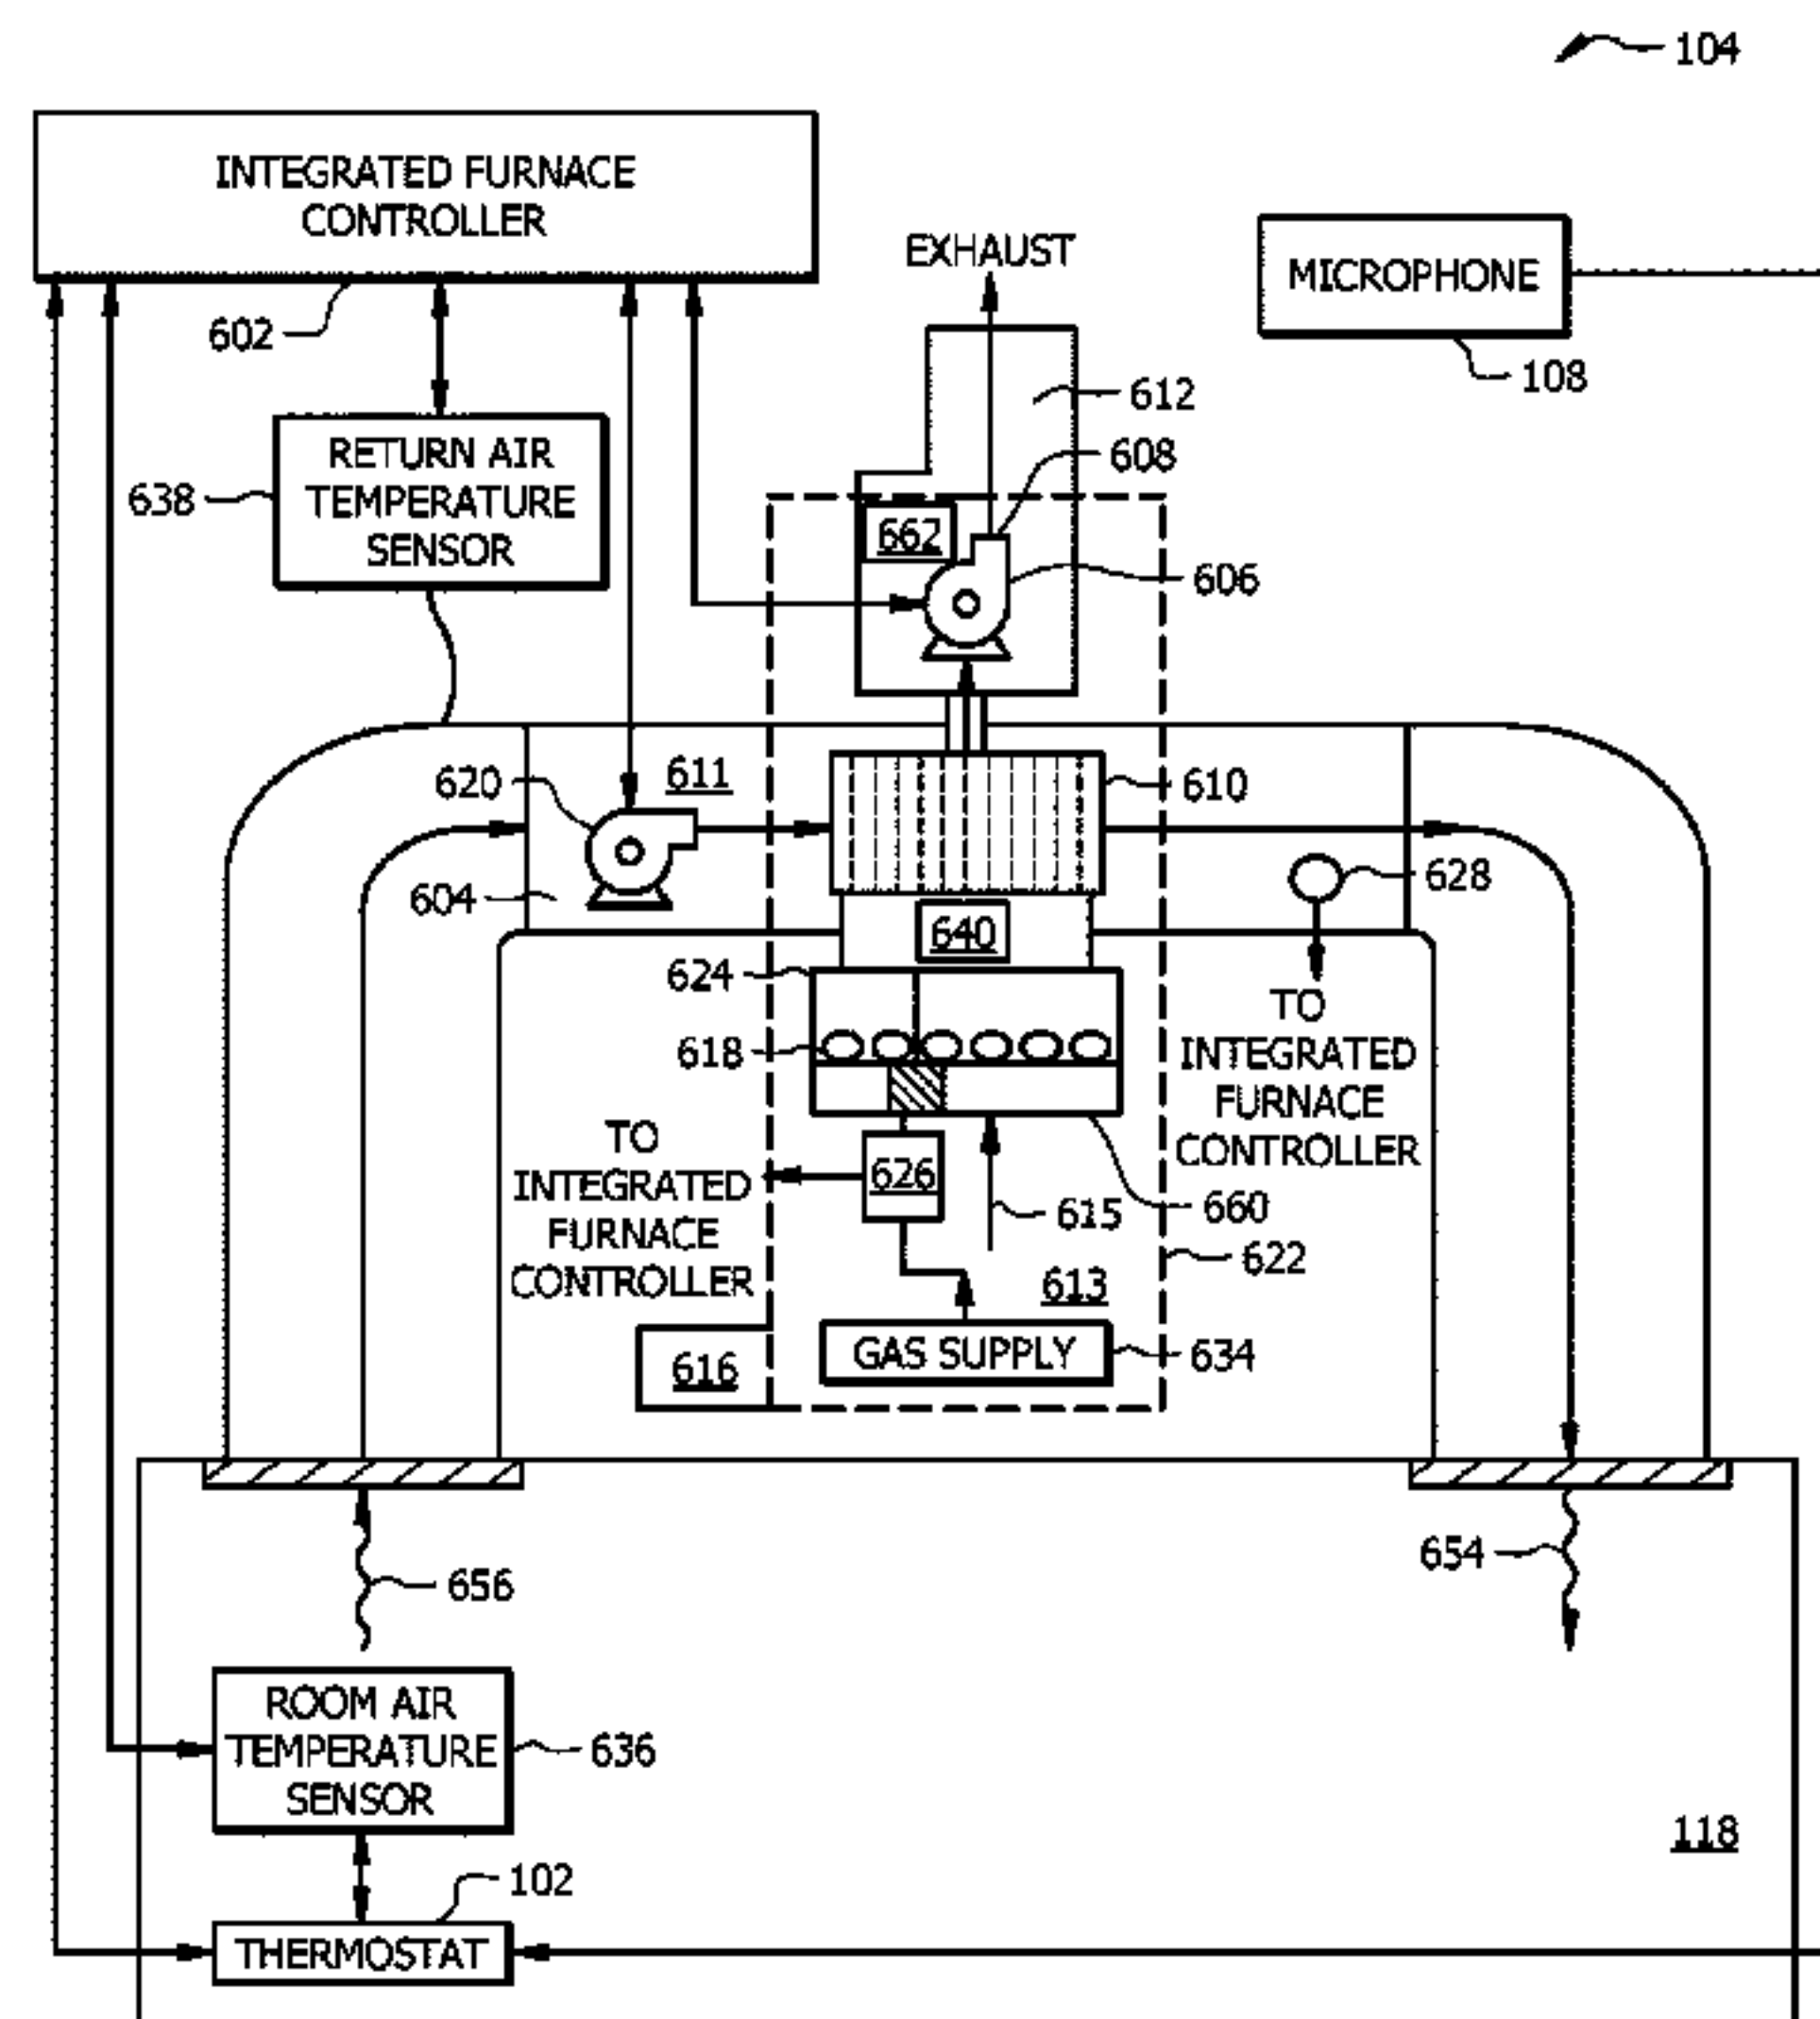 104
INTEGRATED FURNACE
CONTROLLER
602
EXHAUST
MICROPHONE
108
612
608
RETURN AIR
TEMPERATURE
SENSOR
638
662
606
620
611
610
604
628
640
624
618
TO
INTEGRATED
FURNACE
CONTROLLER
TO
INTEGRATED
FURNACE
CONTROLLER
626
615
660
622
613
616
GAS SUPPLY
634
656
654
ROOM AIR
TEMPERATURE
SENSOR
636
118
102
THERMOSTAT